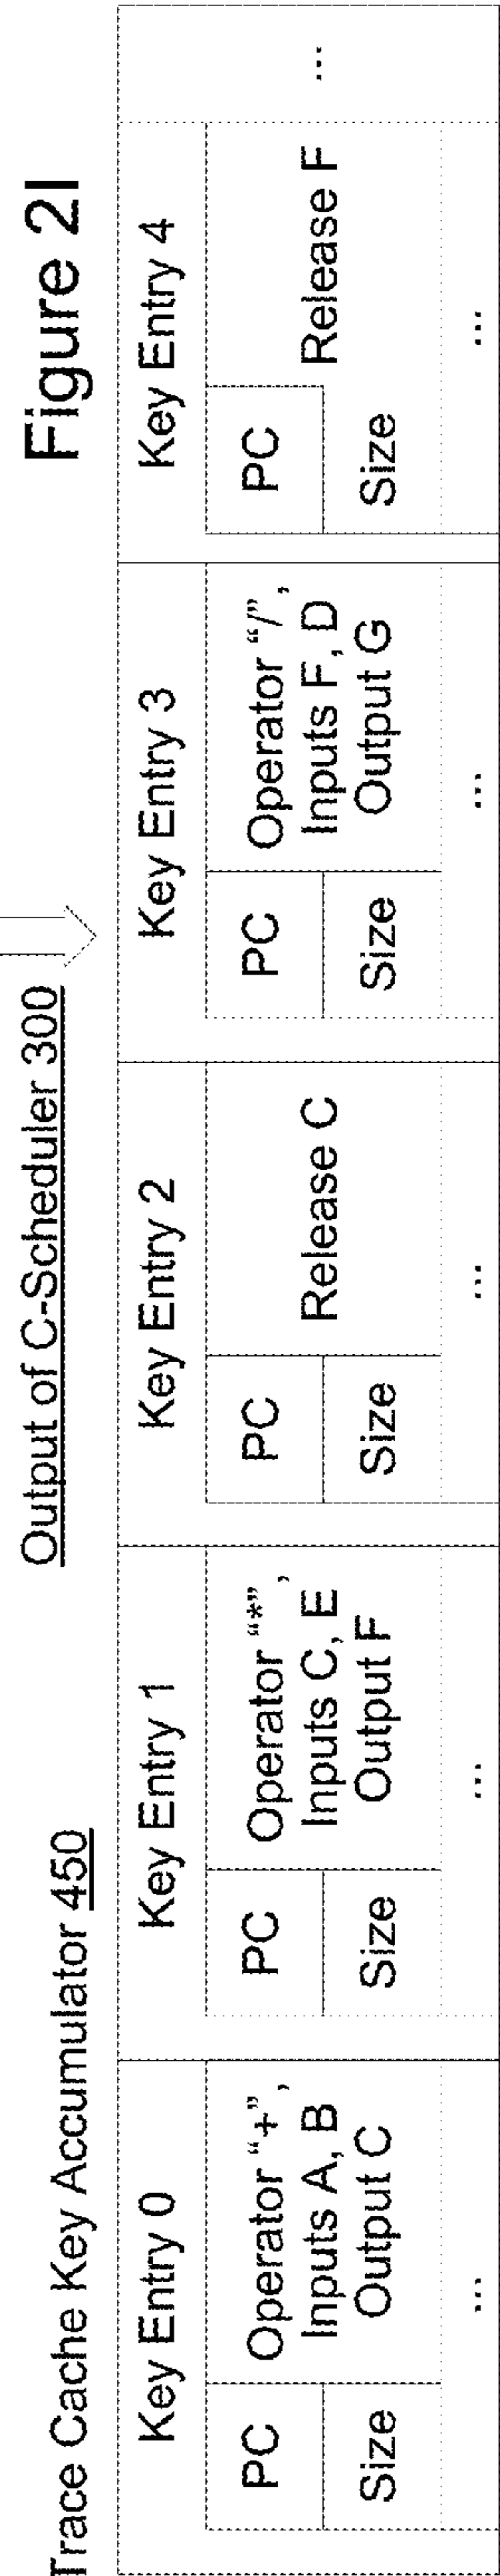 Figure 2I
Output of C-Scheduler 300
Trace Cache Key Accumulator 450
Key Entry 0
PC
Size
Operator “+”,
Inputs A, B
Output C
...
Key Entry 1
PC
Size
Operator “*”,
Inputs C, E
Output F
...
Key Entry 2
PC
Size
Release C
...
Key Entry 3
PC
Size
Operator “/”,
Inputs F, D
Output G
...
Key Entry 4
PC
Size
Release F
...
...